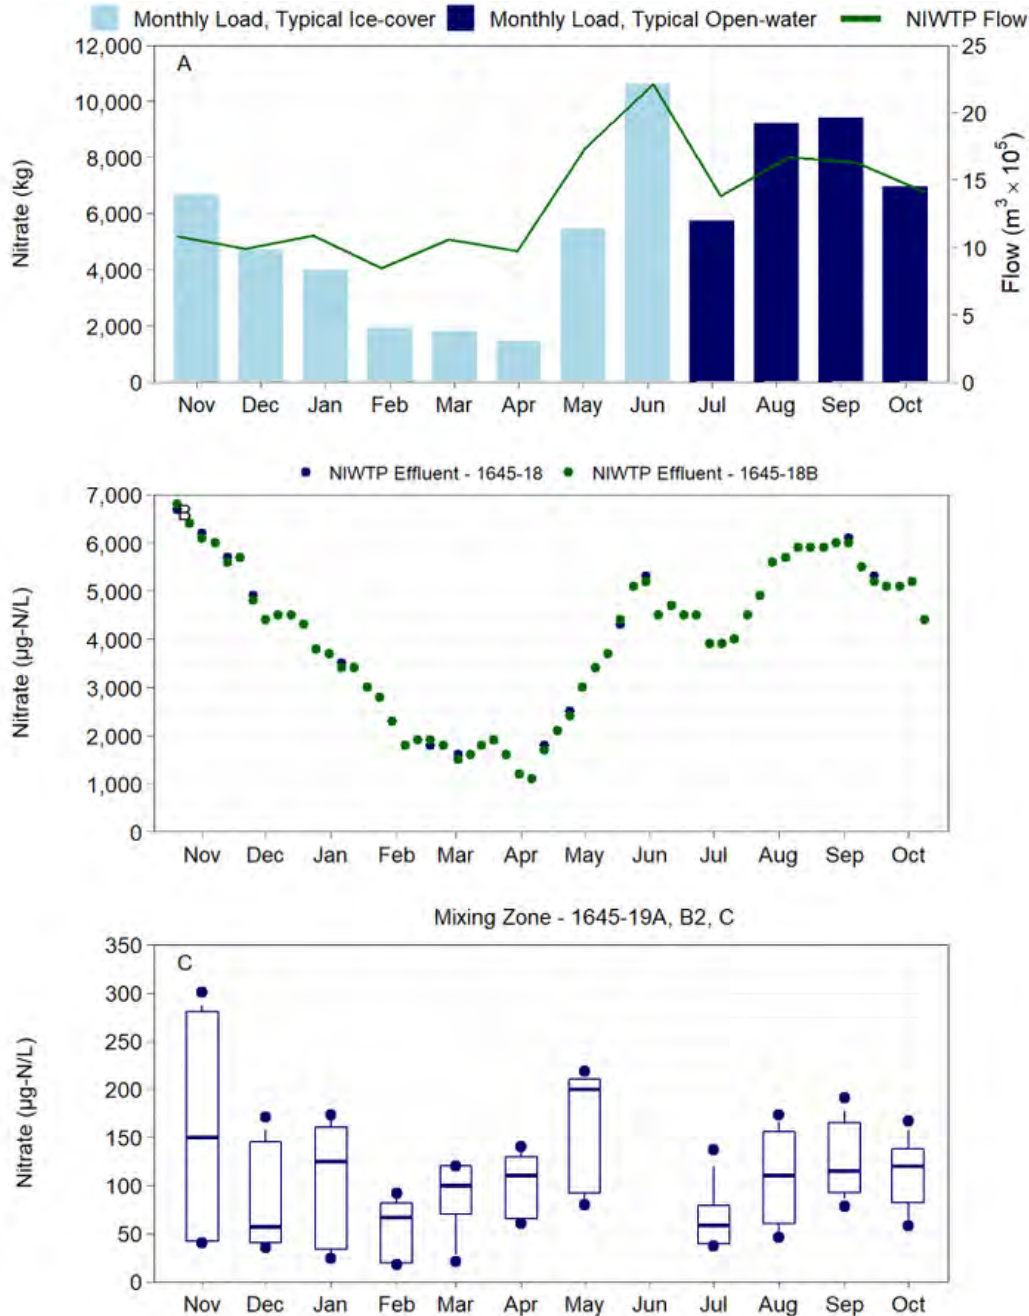 Monthly Load, Typical Ice-cover Monthly Load, Typical Open-water NIWTP Flow
A
12,000
10,000
8,000
6,000
4,000
2,000
0
Nitrate (kg)
25
20
15
10
5
0
Flow (m³ × 10⁵)
Nov Dec Jan Feb Mar Apr May Jun Jul Aug Sep Oct
NIWTP Effluent - 1645-18 NIWTP Effluent - 1645-18B
B
7,000
6,000
5,000
4,000
3,000
2,000
1,000
0
Nitrate (µg-N/L)
Nov Dec Jan Feb Mar Apr May Jun Jul Aug Sep Oct
Mixing Zone - 1645-19A, B2, C
C
350
300
250
200
150
100
50
0
Nitrate (µg-N/L)
Nov Dec Jan Feb Mar Apr May Jun Jul Aug Sep Oct